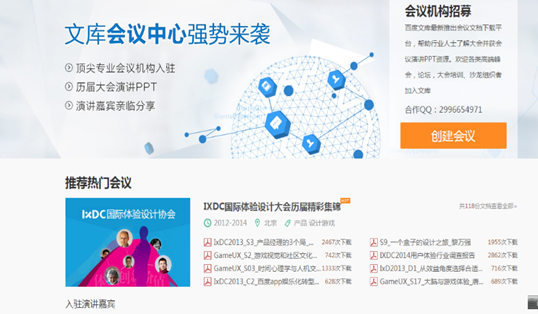 文库会议中心强势来袭
顶尖专业会议机构入驻
历届大会演讲PPT
演讲嘉宾亲临分享
会议机构招募
百度文库最新推出会议文档下载平
台，帮助行业人士了解大会并获会
议演讲PPT资源。欢迎各类高端峰
会，论坛，大会培训、沙龙组织者
加入文库
合作QQ：2996654971
创建会议
推荐热门会议
IXDC国际体验设计协会
IXDC国际体验设计大会历届精彩集锦
共118份文档查看全部»
2012-2014 北京 产品 设计游戏
IxDC2013_S3_产品经理的3个局_... 2467次下载
GameUX_S2_游戏视觉和社区文化... 742次下载
GameUX_S03_时间心理学与人机交... 1333次下载
IxDC2013_C2_百度app娱乐化转型... 628次下载
S9_一个盒子的设计之旅_黎万强 1955次下载
IXDC2014用户体验行业调查报告 2862次下载
IxD2013_D1_从效益角度选择合适... 716次下载
GameUX_S17_大脑与游戏体验_唐... 689次下载
入驻演讲嘉宾